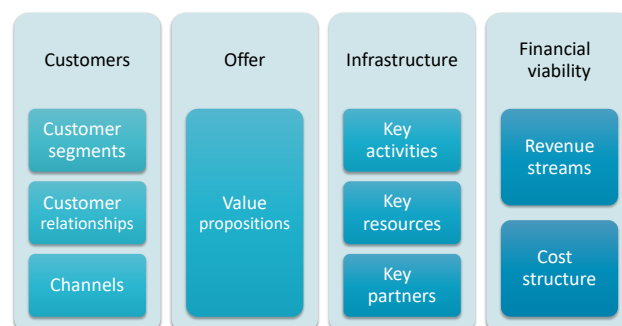 Customers
Customer
segments
Customer
relationships
Channels
Offer
Value
propositions
Infrastructure
Key
activities
Key
resources
Key
partners
Financial
viability
Revenue
streams
Cost
structure